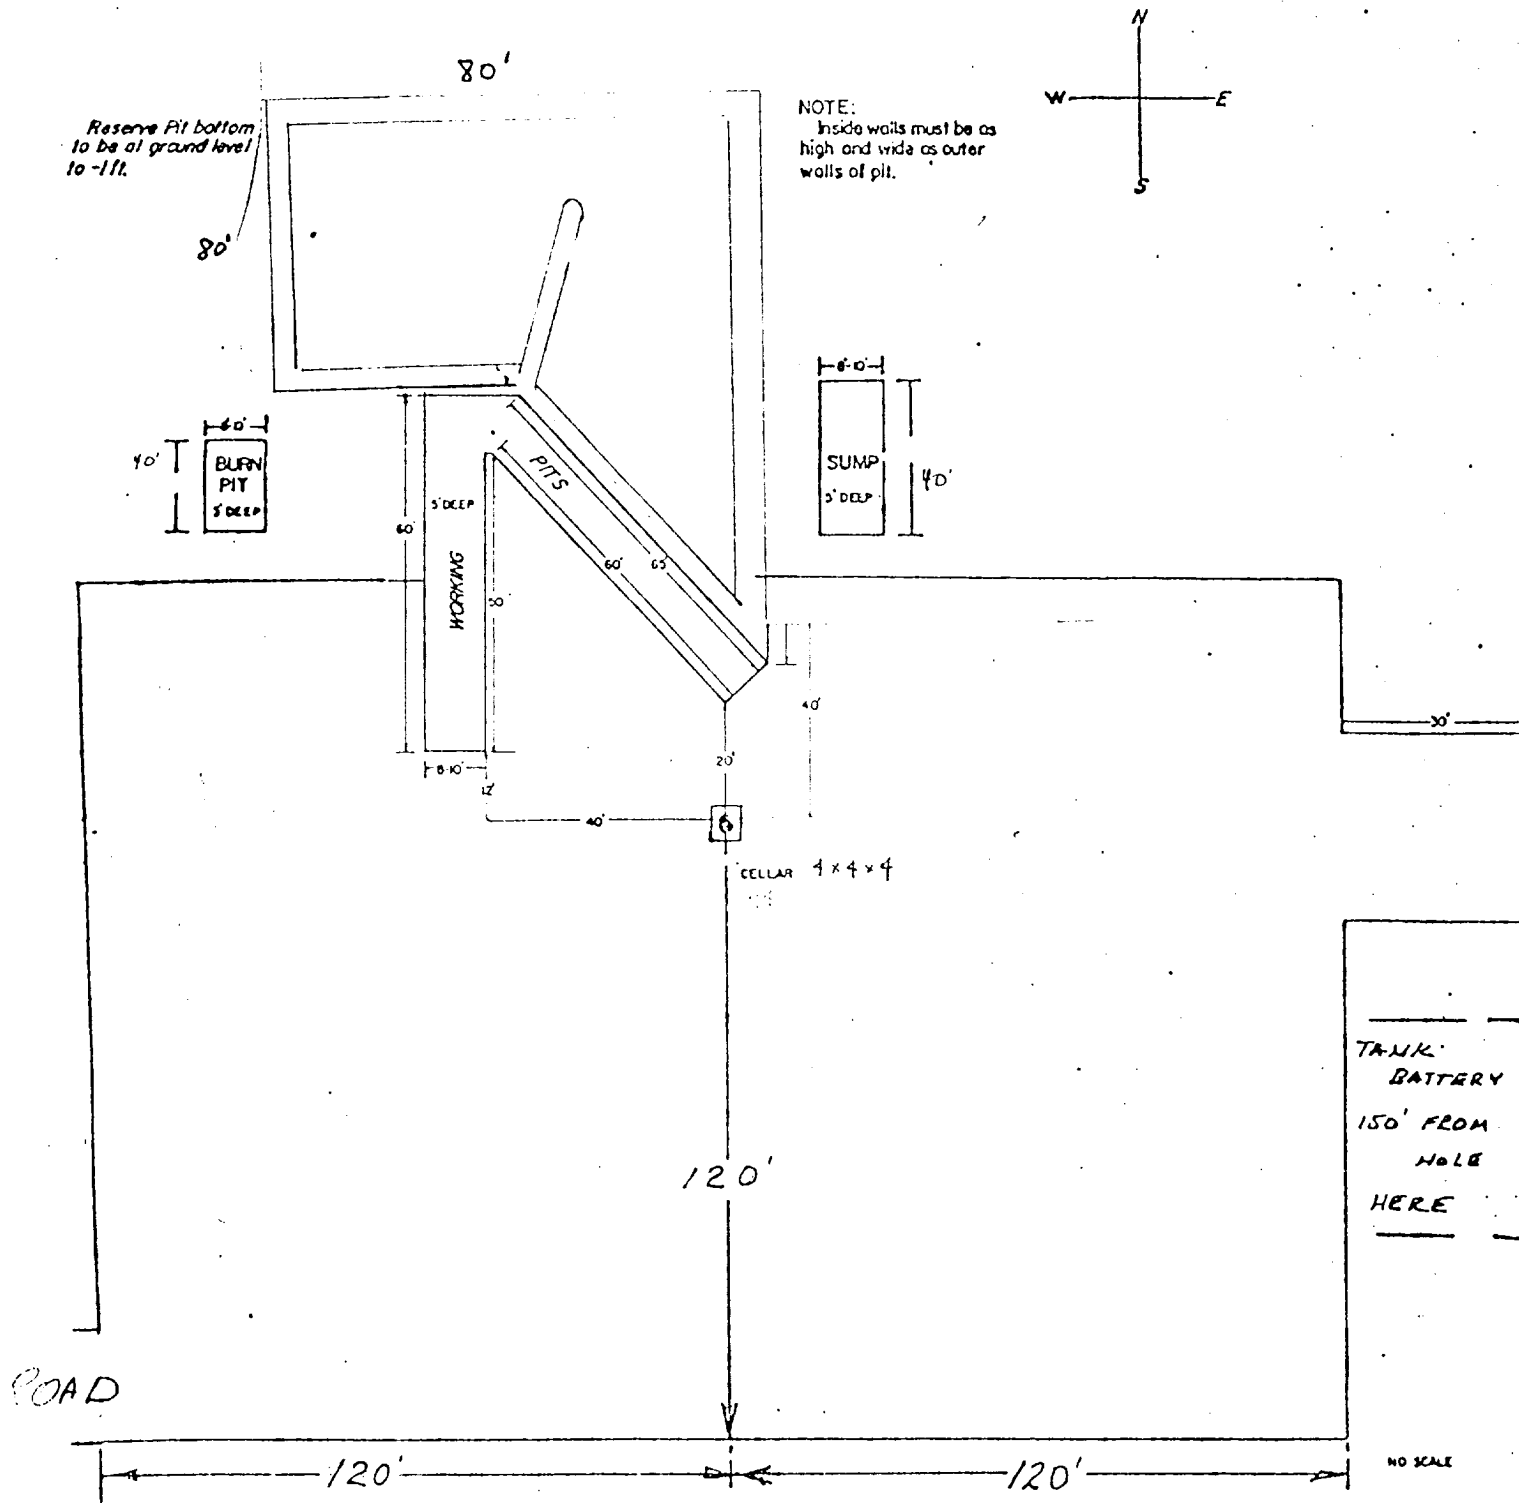 N
W E
S
80'
Reserve Pit bottom
to be at ground level
to -1ft.
80'
NOTE:
Inside walls must be as
high and wide as outer
walls of pit.
8-10'
SUMP
5' DEEP
40'
40'
BURN
PIT
5' DEEP
PITS
5' DEEP
WORKING
60'
50'
60'
65'
40'
20'
8-10'
12'
40'
30'
CELLAR 4 x 4 x 4
TANK
BATTERY
150' FROM
HOLE
HERE
120'
ROAD
120' 120'
NO SCALE